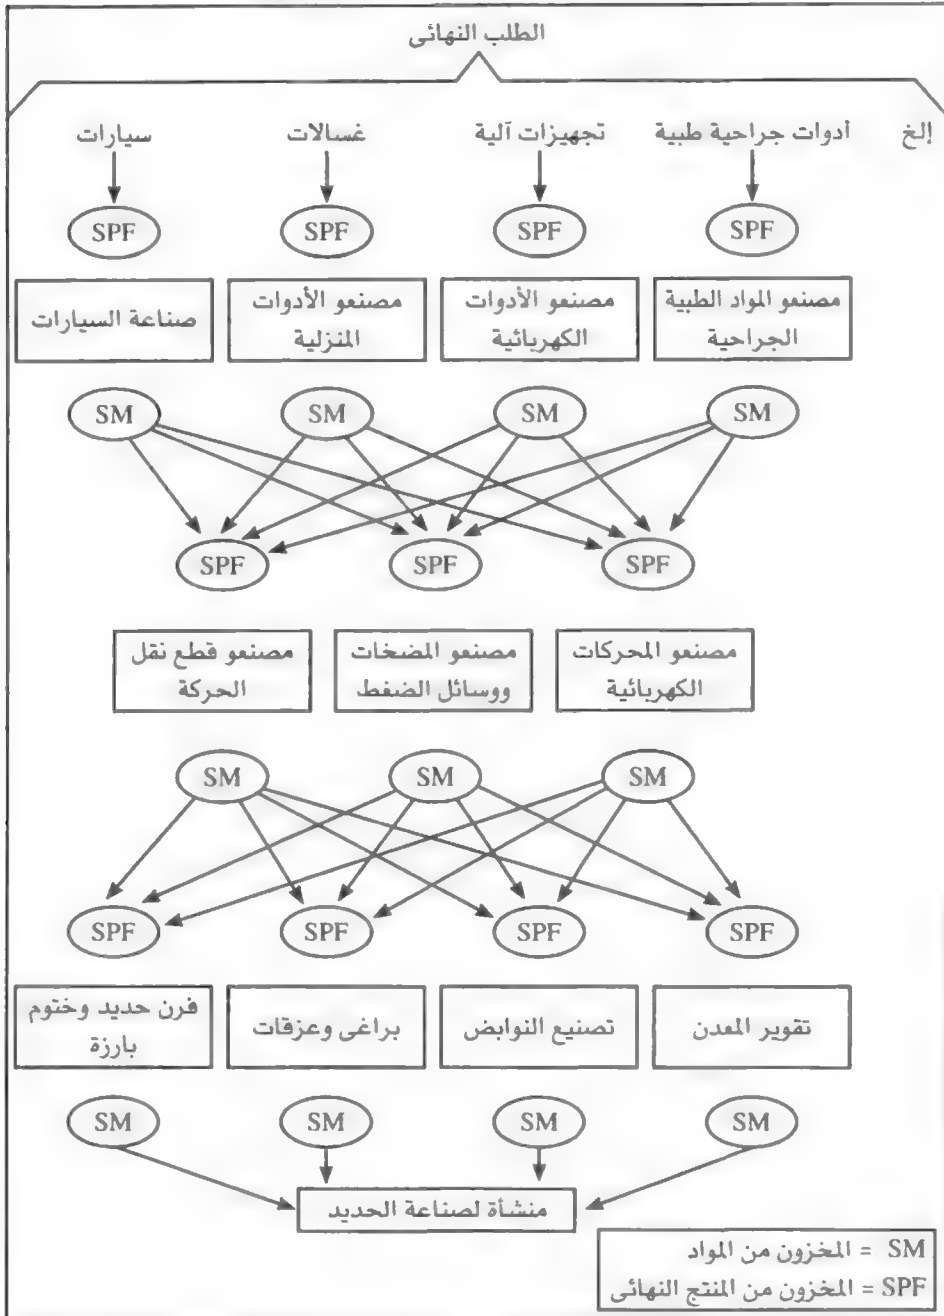 الطلب النهائى
إلخ أدوات جراحية طبية تجهيزات آلية غسالات سيارات
SPF SPF SPF SPF
مصنعو المواد الطبية
الجراحية
مصنعو الأدوات
الكهربائية
مصنعو الأدوات
المنزلية
صناعة السيارات
SM SM SM SM
SPF SPF SPF
مصنعو المحركات
الكهربائية
مصنعو المضخات
ووسائل الضغط
مصنعو قطع نقل
الحركة
SM SM SM
SPF SPF SPF SPF
تقوير المعدن
تصنيع النوابض
براغى وعزقات
فرن حديد وختوم
بارزة
SM SM SM SM
منشأة لصناعة الحديد
SM = المخزون من المواد
SPF = المخزون من المنتج النهائى